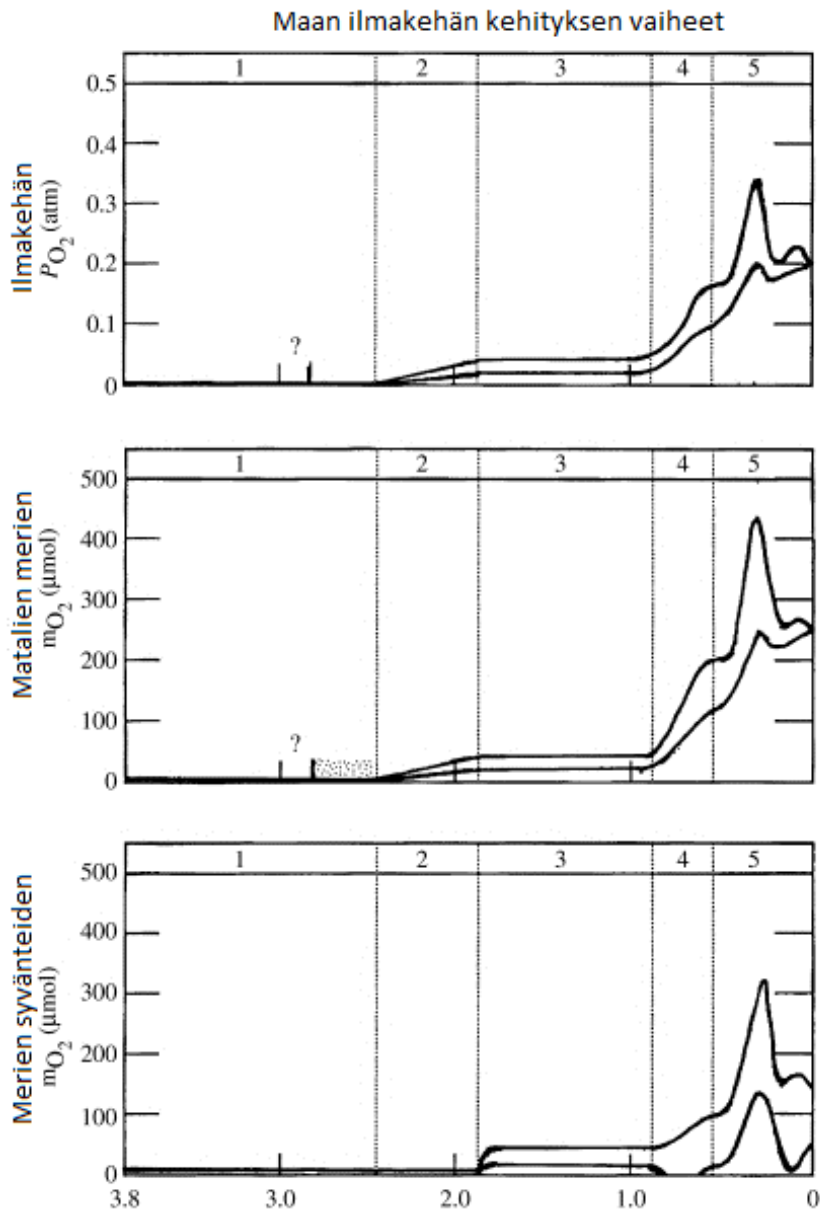 Maan ilmakehän kehityksen vaiheet
1 2 3 4 5
0.5
0.4
0.3
0.2
0.1
0
Ilmakehän
P_O₂ (atm)
?
1 2 3 4 5
500
400
300
200
100
0
Matalien merien
ᵐO₂ (µmol)
?
1 2 3 4 5
500
400
300
200
100
0
Merien syvänteiden
ᵐO₂ (µmol)
3.8 3.0 2.0 1.0 0